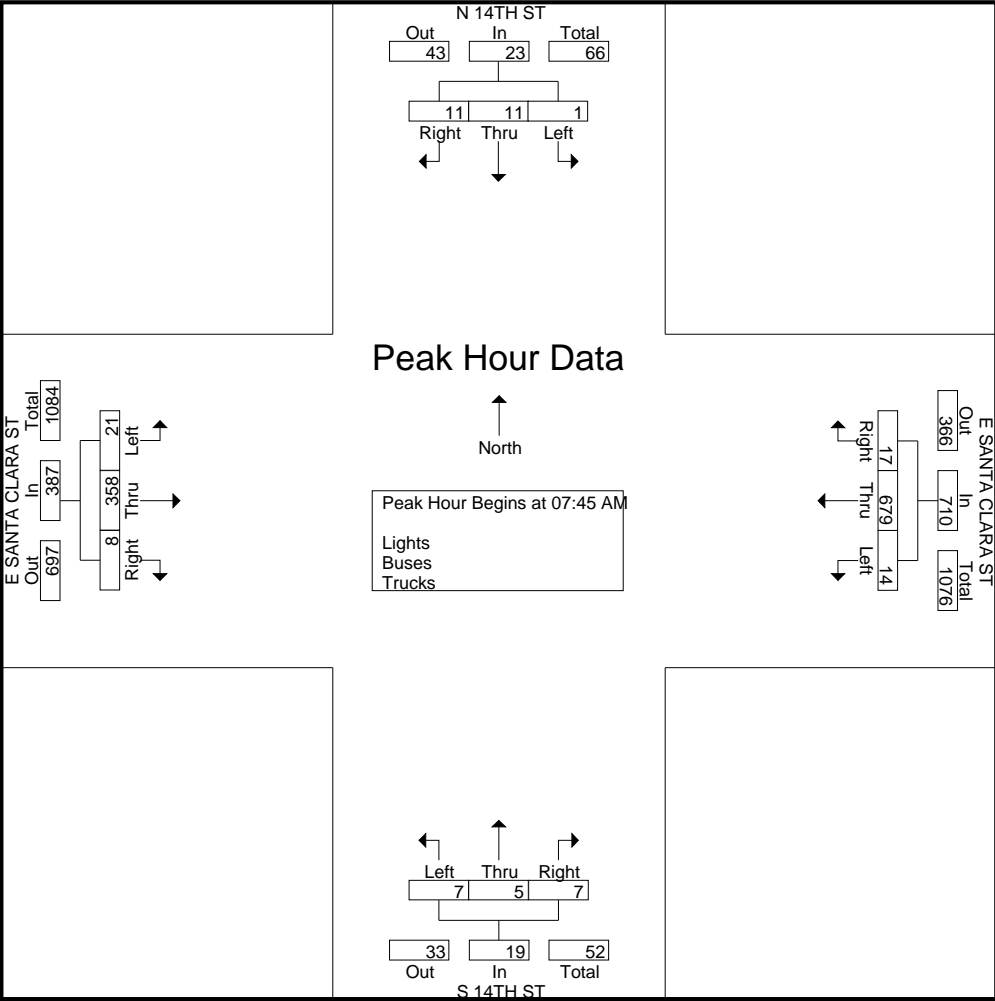 N 14TH ST
Out In Total
43 23 66
11 11 1
Right Thru Left
Peak Hour Data
North
Peak Hour Begins at 07:45 AM
Lights
Buses
Trucks
E SANTA CLARA ST
Total In Out
1084 387 697
21 358 8
Left Thru Right
E SANTA CLARA ST
Out In Total
366 710 1076
17 679 14
Right Thru Left
Left Thru Right
7 5 7
33 19 52
Out In Total
S 14TH ST